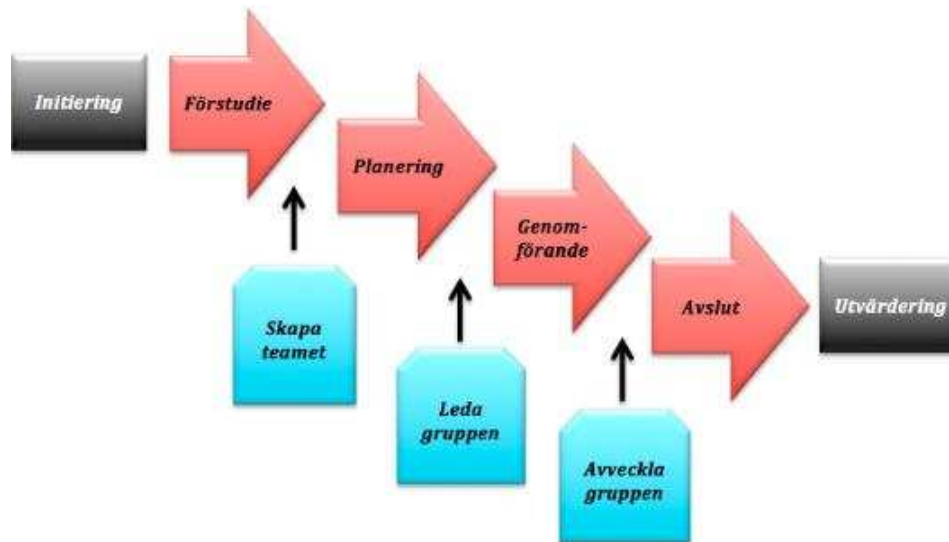 Initiering
Förstudie
Planering
Genom-
förande
Avslut
Utvärdering
Skapa
teamet
Leda
gruppen
Avveckla
gruppen